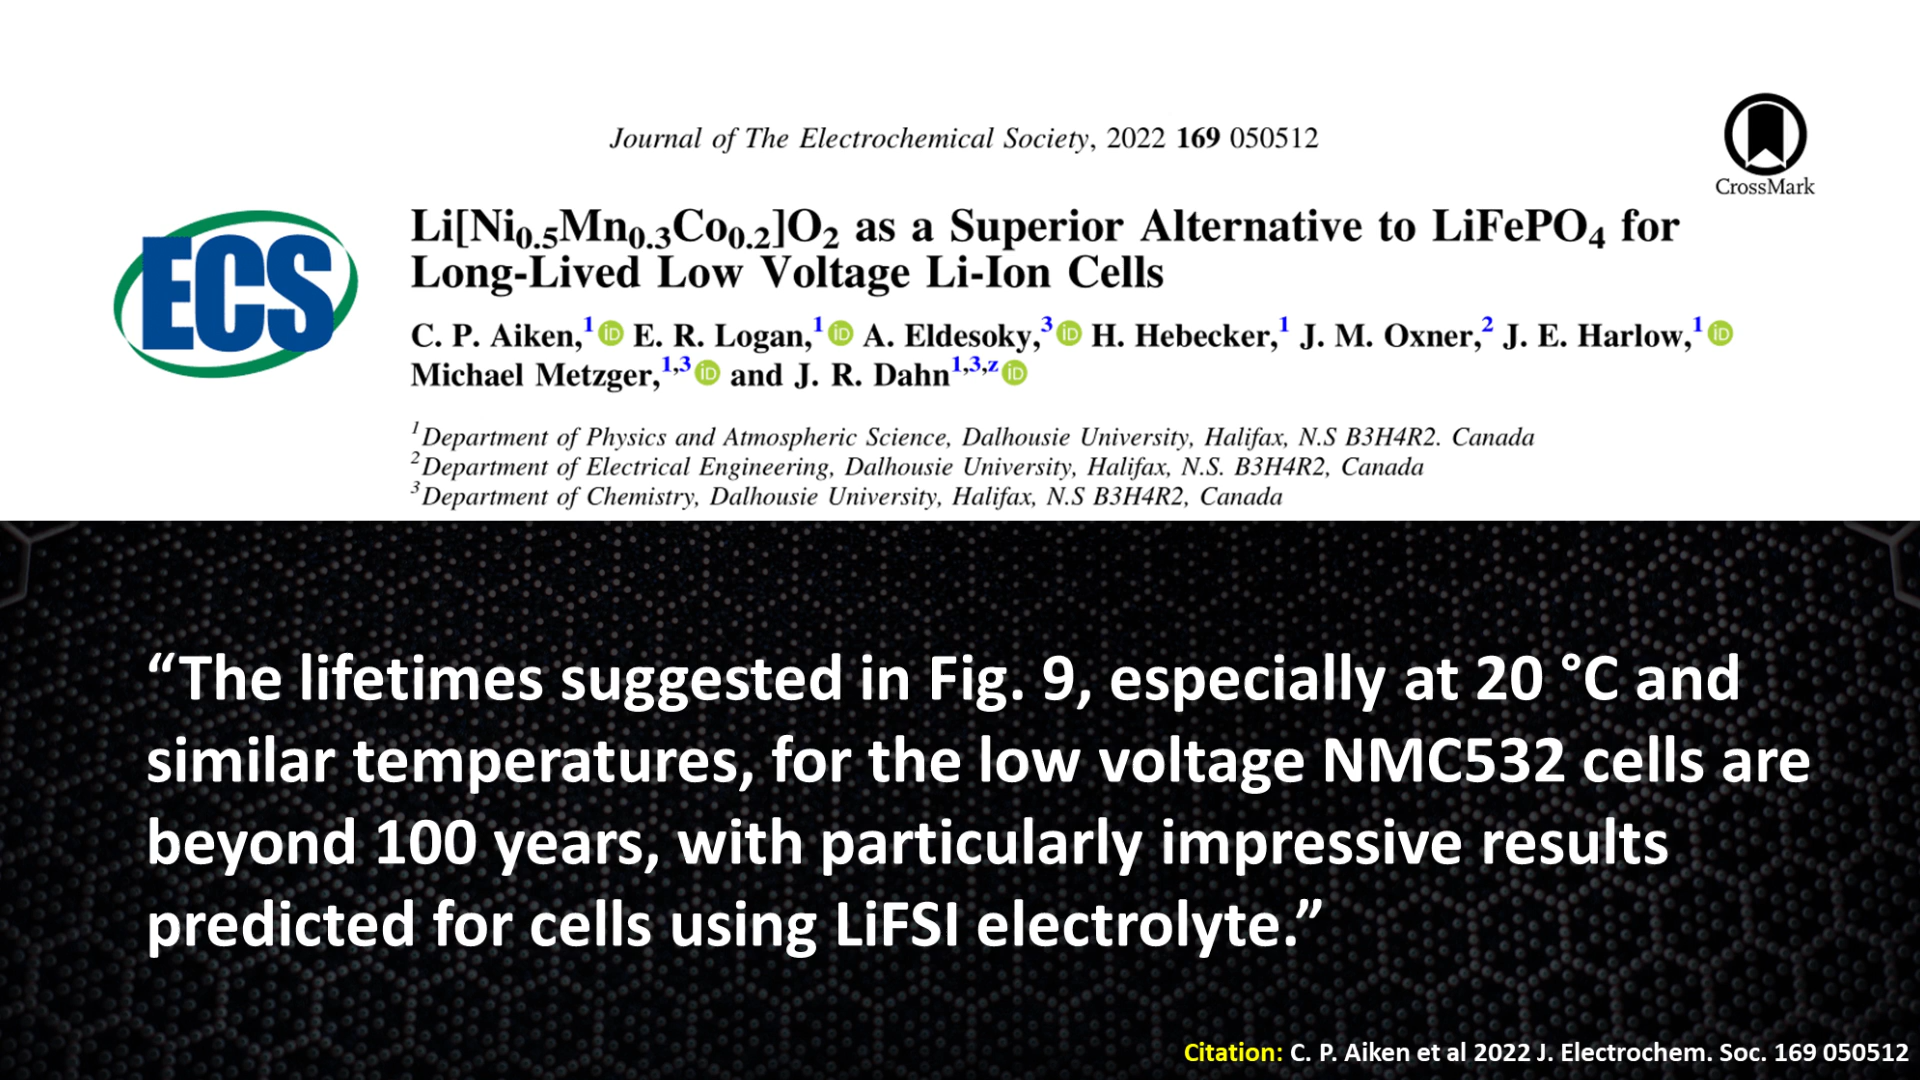 Journal of The Electrochemical Society, 2022 169 050512
CrossMark
ECS
Li[Ni0.5Mn0.3Co0.2]O2 as a Superior Alternative to LiFePO4 for
Long-Lived Low Voltage Li-Ion Cells
C. P. Aiken,1 iD E. R. Logan,1 iD A. Eldesoky,3 iD H. Hebecker,1 J. M. Oxner,2 J. E. Harlow,1 iD
Michael Metzger,1,3 iD and J. R. Dahn1,3,z iD
1Department of Physics and Atmospheric Science, Dalhousie University, Halifax, N.S B3H4R2. Canada
2Department of Electrical Engineering, Dalhousie University, Halifax, N.S. B3H4R2, Canada
3Department of Chemistry, Dalhousie University, Halifax, N.S B3H4R2, Canada
“The lifetimes suggested in Fig. 9, especially at 20 °C and
similar temperatures, for the low voltage NMC532 cells are
beyond 100 years, with particularly impressive results
predicted for cells using LiFSI electrolyte.”
Citation: C. P. Aiken et al 2022 J. Electrochem. Soc. 169 050512